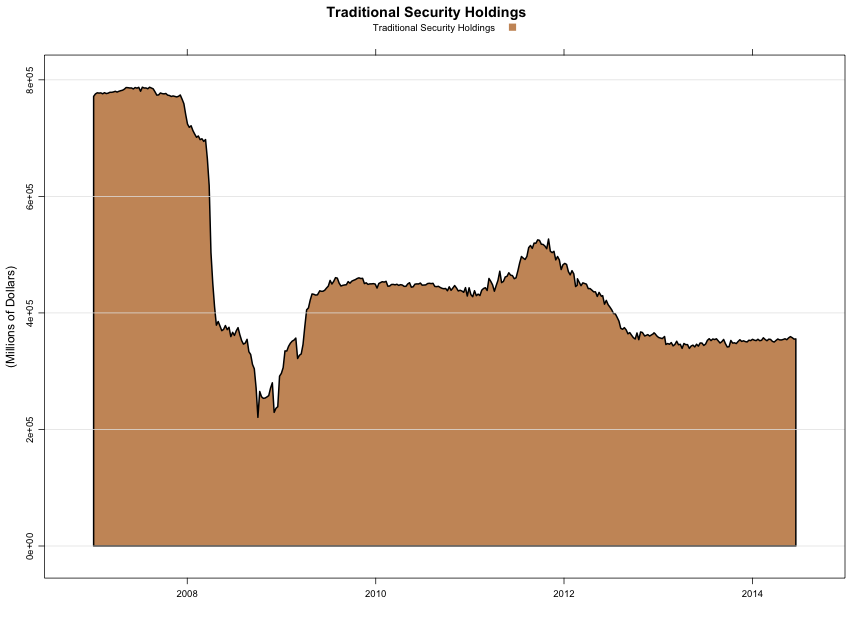 Traditional Security Holdings
Traditional Security Holdings
(Millions of Dollars)
8e+05
6e+05
4e+05
2e+05
0e+00
2008 2010 2012 2014